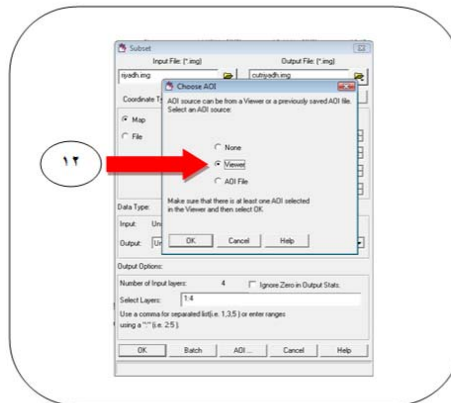 Subset
Input File: (*.img) Output File: (*.img)
riyadh.img cutriyadh.img
Choose AOI
Coordinate
AOI source can be from a Viewer or a previously saved AOI file.
Select an AOI source:
Map
File
None
Viewer
AOI File
١٢
Make sure that there is at least one AOI selected
in the Viewer and then select OK.
Data Type:
Input:
Output:
OK Cancel Help
Output Options:
Number of Input layers: 4 Ignore Zero in Output Stats.
Select Layers: 1:4
Use a comma for separated list(i.e. 1,3,5 ) or enter ranges
using a ":" (i.e. 2:5 ).
OK Batch AOI ... Cancel Help